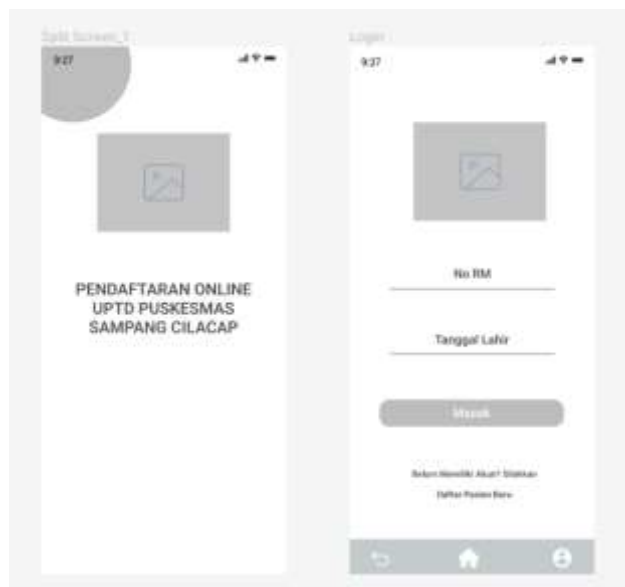 Split Screen_1
9:27
PENDAFTARAN ONLINE
UPTD PUSKESMAS
SAMPANG CILACAP
Login
9:27
No RM
Tanggal Lahir
Masuk
Belum Memiliki Akun? Silahkan
Daftar Pasien Baru